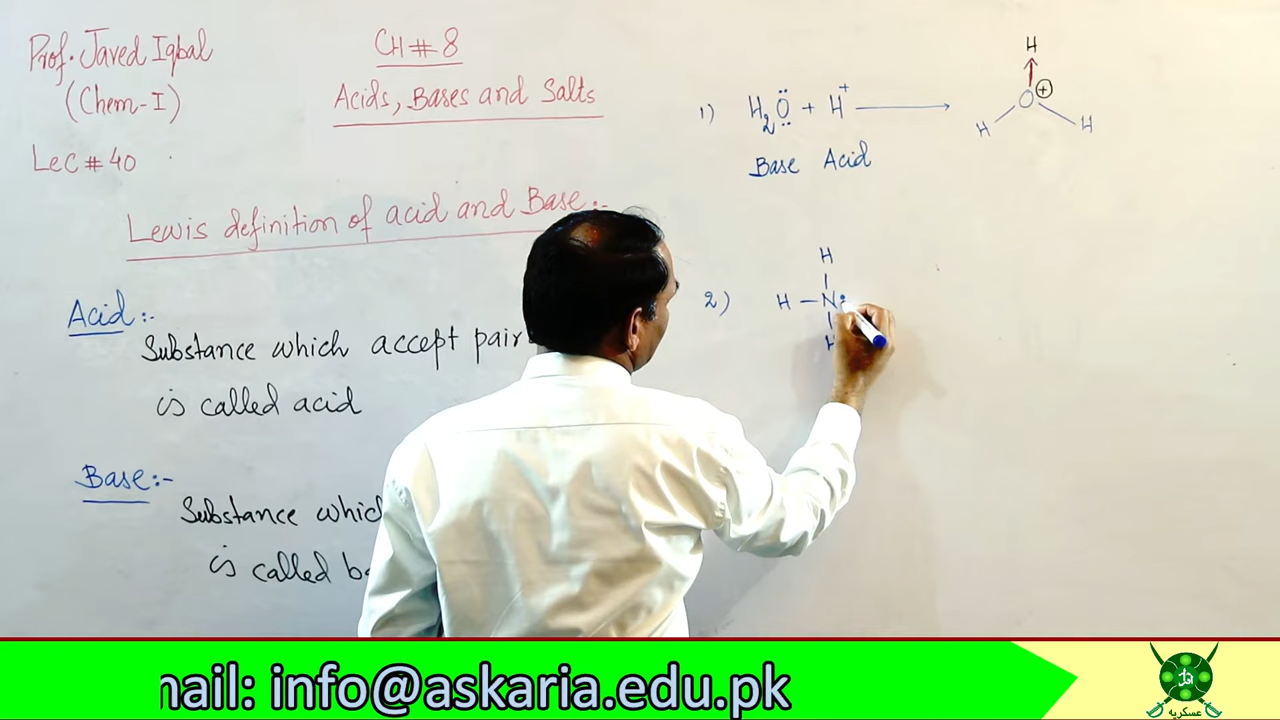 Prof. Javed Iqbal
(Chem-I)
Lec # 40
CH # 8
Acids, Bases and Salts
Lewis definition of acid and Base:-
Acid:-
Substance which accept pair
is called acid
Base:-
Substance which
is called
1) H₂Ö + H⁺ ⟶
Base Acid
H
O ⊕
H H
2)
H
H – N:
H
mail: info@askaria.edu.pk
عسكريه